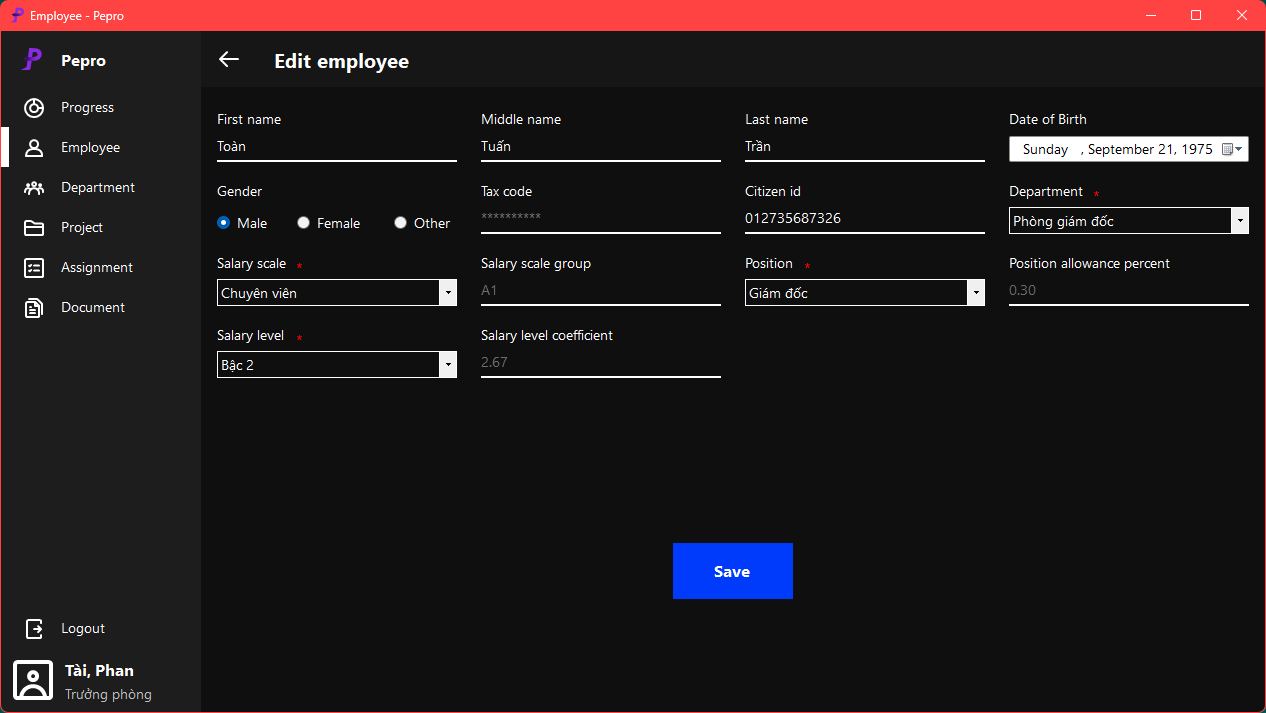 Employee - Pepro
Pepro
Progress
Employee
Department
Project
Assignment
Document
Logout
Tài, Phan
Trưởng phòng
Edit employee
First name
Toàn
Middle name
Tuấn
Last name
Trần
Date of Birth
Sunday , September 21, 1975
Gender
Male Female Other
Tax code
**********
Citizen id
012735687326
Department *
Phòng giám đốc
Salary scale *
Chuyên viên
Salary scale group
A1
Position *
Giám đốc
Position allowance percent
0.30
Salary level *
Bậc 2
Salary level coefficient
2.67
Save